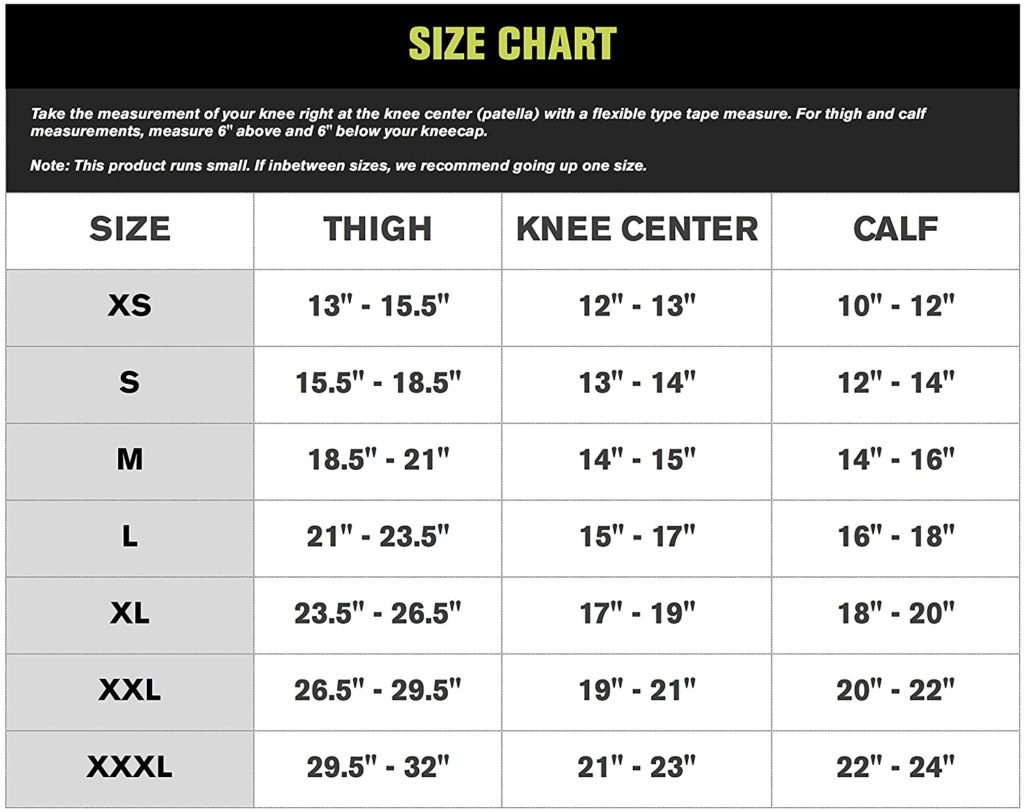 SIZE CHART
Take the measurement of your knee right at the knee center (patella) with a flexible type tape measure. For thigh and calf
measurements, measure 6" above and 6" below your kneecap.
Note: This product runs small. If inbetween sizes, we recommend going up one size.
SIZE THIGH KNEE CENTER CALF
XS 13" - 15.5" 12" - 13" 10" - 12"
S 15.5" - 18.5" 13" - 14" 12" - 14"
M 18.5" - 21" 14" - 15" 14" - 16"
L 21" - 23.5" 15" - 17" 16" - 18"
XL 23.5" - 26.5" 17" - 19" 18" - 20"
XXL 26.5" - 29.5" 19" - 21" 20" - 22"
XXXL 29.5" - 32" 21" - 23" 22" - 24"